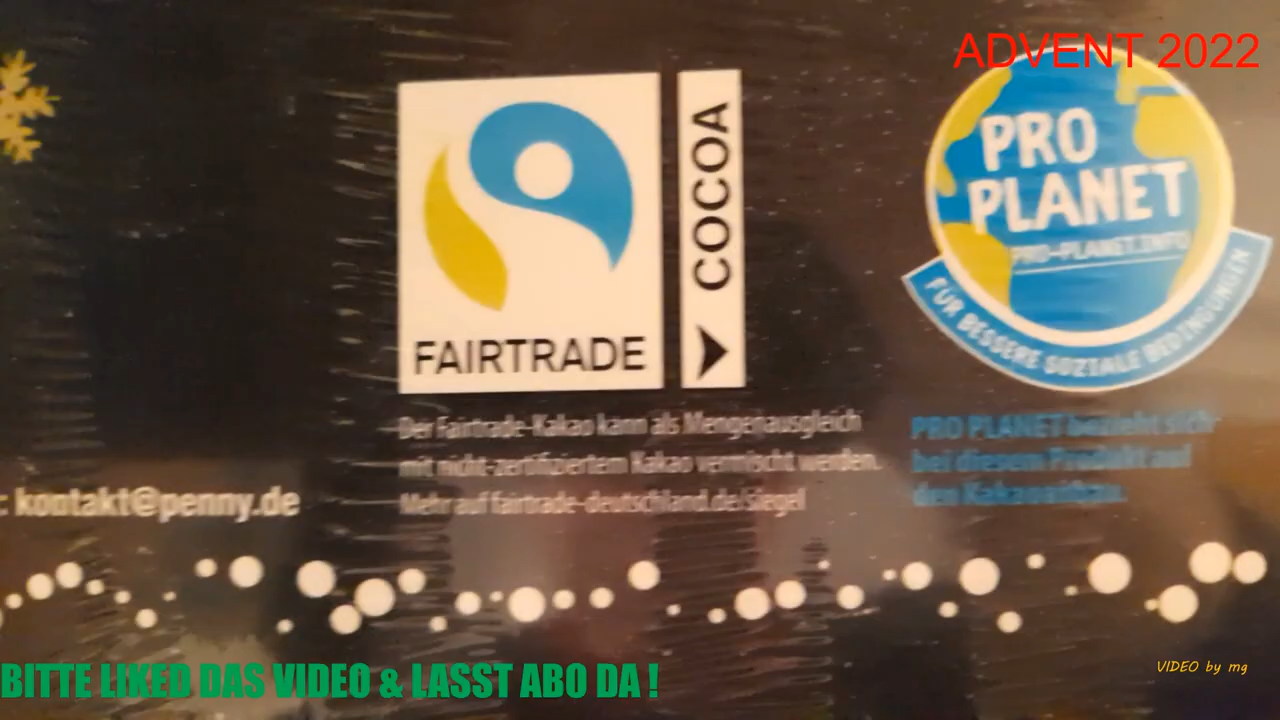 ADVENT 2022
PRO
PLANET
PRO-PLANET.INFO
FÜR BESSERE SOZIALE BEDINGUNGEN
COCOA
FAIRTRADE
Der Fairtrade-Kakao kann als Mengenausgleich
mit nicht-zertifiziertem Kakao vermischt werden.
Mehr auf fairtrade-deutschland.de/siegel
PRO PLANET bezieht sich
bei diesem Produkt auf
den Kakaoanbau.
: kontakt@penny.de
VIDEO by mg
BITTE LIKED DAS VIDEO & LASST ABO DA !